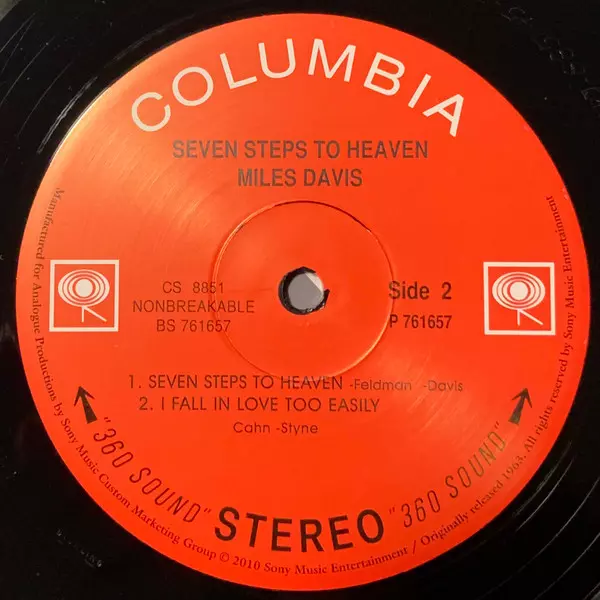 COLUMBIA
SEVEN STEPS TO HEAVEN
MILES DAVIS
CS 8851
NONBREAKABLE
BS 761657
Side 2
P 761657
1. SEVEN STEPS TO HEAVEN -Feldman -Davis
2. I FALL IN LOVE TOO EASILY
Cahn -Styne
"360 SOUND" STEREO "360 SOUND"
Manufactured for Analogue Productions by Sony Music Custom Marketing Group © 2010 Sony Music Entertainment / Originally released 1963. All rights reserved by Sony Music Entertainment